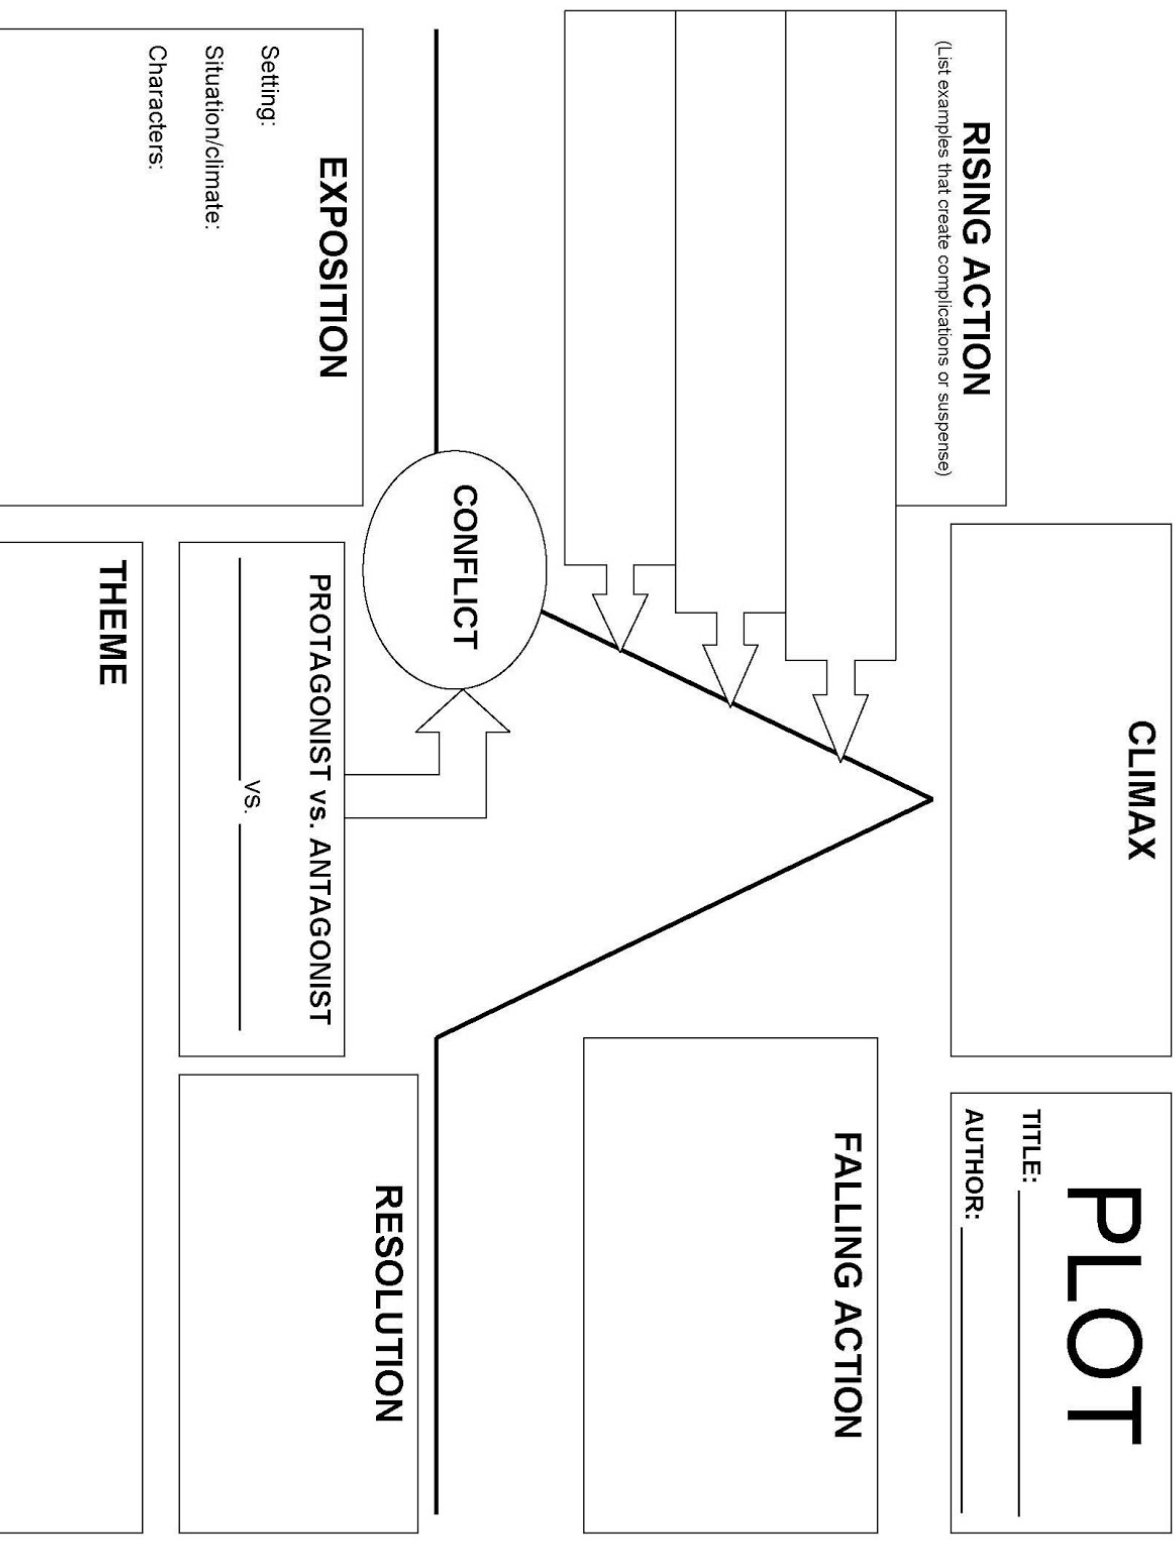 PLOT
TITLE:
AUTHOR:
CLIMAX
RISING ACTION
(List examples that create complications or suspense)
FALLING ACTION
CONFLICT
EXPOSITION
Setting:
Situation/climate:
Characters:
PROTAGONIST vs. ANTAGONIST
vs.
RESOLUTION
THEME